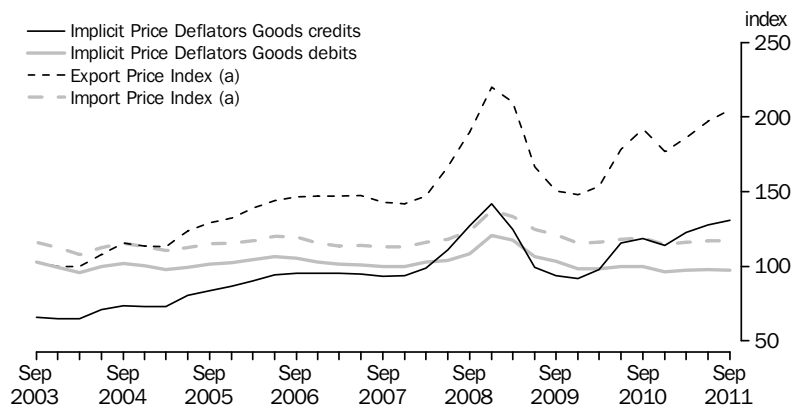 index
Implicit Price Deflators Goods credits
Implicit Price Deflators Goods debits
Export Price Index (a)
Import Price Index (a)
250
200
150
100
50
Sep Sep Sep Sep Sep Sep Sep Sep Sep
2003 2004 2005 2006 2007 2008 2009 2010 2011